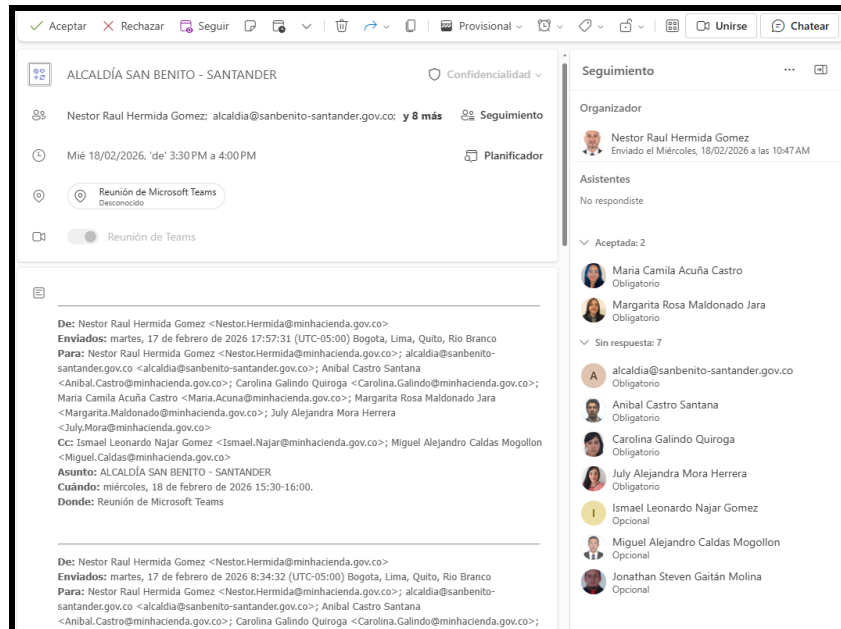 Aceptar Rechazar Seguir Provisional Unirse Chatear
ALCALDÍA SAN BENITO - SANTANDER Confidencialidad
Nestor Raul Hermida Gomez; alcaldia@sanbenito-santander.gov.co; y 8 más Seguimiento
Mié 18/02/2026, 'de' 3:30 PM a 4:00 PM Planificador
Reunión de Microsoft Teams
Desconocido
Reunión de Teams
De: Nestor Raul Hermida Gomez <Nestor.Hermida@minhacienda.gov.co>
Enviados: martes, 17 de febrero de 2026 17:57:31 (UTC-05:00) Bogota, Lima, Quito, Rio Branco
Para: Nestor Raul Hermida Gomez <Nestor.Hermida@minhacienda.gov.co>; alcaldia@sanbenito-
santander.gov.co <alcaldia@sanbenito-santander.gov.co>; Anibal Castro Santana
<Anibal.Castro@minhacienda.gov.co>; Carolina Galindo Quiroga <Carolina.Galindo@minhacienda.gov.co>;
Maria Camila Acuña Castro <Maria.Acuna@minhacienda.gov.co>; Margarita Rosa Maldonado Jara
<Margarita.Maldonado@minhacienda.gov.co>; July Alejandra Mora Herrera
<July.Mora@minhacienda.gov.co>
Cc: Ismael Leonardo Najar Gomez <Ismael.Najar@minhacienda.gov.co>; Miguel Alejandro Caldas Mogollon
<Miguel.Caldas@minhacienda.gov.co>
Asunto: ALCALDÍA SAN BENITO - SANTANDER
Cuándo: miércoles, 18 de febrero de 2026 15:30-16:00.
Donde: Reunión de Microsoft Teams
De: Nestor Raul Hermida Gomez <Nestor.Hermida@minhacienda.gov.co>
Enviados: martes, 17 de febrero de 2026 8:34:32 (UTC-05:00) Bogota, Lima, Quito, Rio Branco
Para: Nestor Raul Hermida Gomez <Nestor.Hermida@minhacienda.gov.co>; alcaldia@sanbenito-
santander.gov.co <alcaldia@sanbenito-santander.gov.co>; Anibal Castro Santana
<Anibal.Castro@minhacienda.gov.co>; Carolina Galindo Quiroga <Carolina.Galindo@minhacienda.gov.co>;
Seguimiento
Organizador
Nestor Raul Hermida Gomez
Enviado el Miércoles, 18/02/2026 a las 10:47 AM
Asistentes
No respondiste
Aceptada: 2
Maria Camila Acuña Castro
Obligatorio
Margarita Rosa Maldonado Jara
Obligatorio
Sin respuesta: 7
A alcaldia@sanbenito-santander.gov.co
Obligatorio
Anibal Castro Santana
Obligatorio
Carolina Galindo Quiroga
Obligatorio
July Alejandra Mora Herrera
Obligatorio
I Ismael Leonardo Najar Gomez
Opcional
Miguel Alejandro Caldas Mogollon
Opcional
Jonathan Steven Gaitán Molina
Opcional